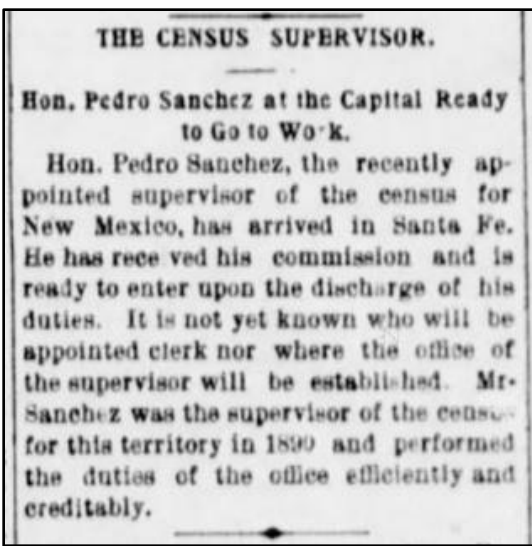 THE CENSUS SUPERVISOR.
Hon. Pedro Sanchez at the Capital Ready
to Go to Work.
Hon. Pedro Sanchez, the recently ap-
pointed supervisor of the census for
New Mexico, has arrived in Santa Fe.
He has rece ved his commission and is
ready to enter upon the discharge of his
duties. It is not yet known who will be
appointed clerk nor where the office of
the supervisor will be established. Mr-
Sanchez was the supervisor of the census
for this territory in 1890 and performed
the duties of the office efficiently and
creditably.